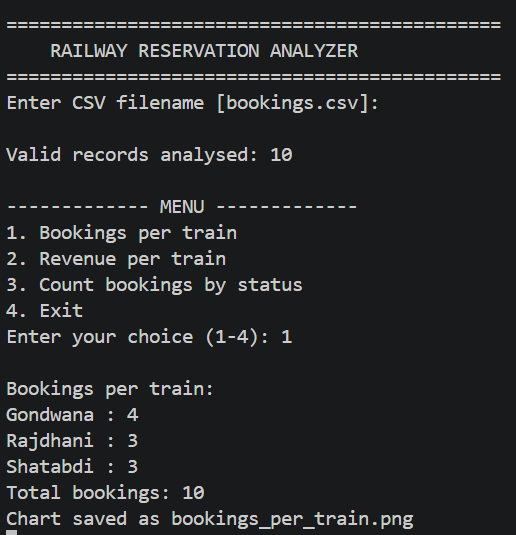 =============================================
RAILWAY RESERVATION ANALYZER
=============================================
Enter CSV filename [bookings.csv]:
Valid records analysed: 10
------------- MENU -------------
1. Bookings per train
2. Revenue per train
3. Count bookings by status
4. Exit
Enter your choice (1-4): 1
Bookings per train:
Gondwana : 4
Rajdhani : 3
Shatabdi : 3
Total bookings: 10
Chart saved as bookings_per_train.png